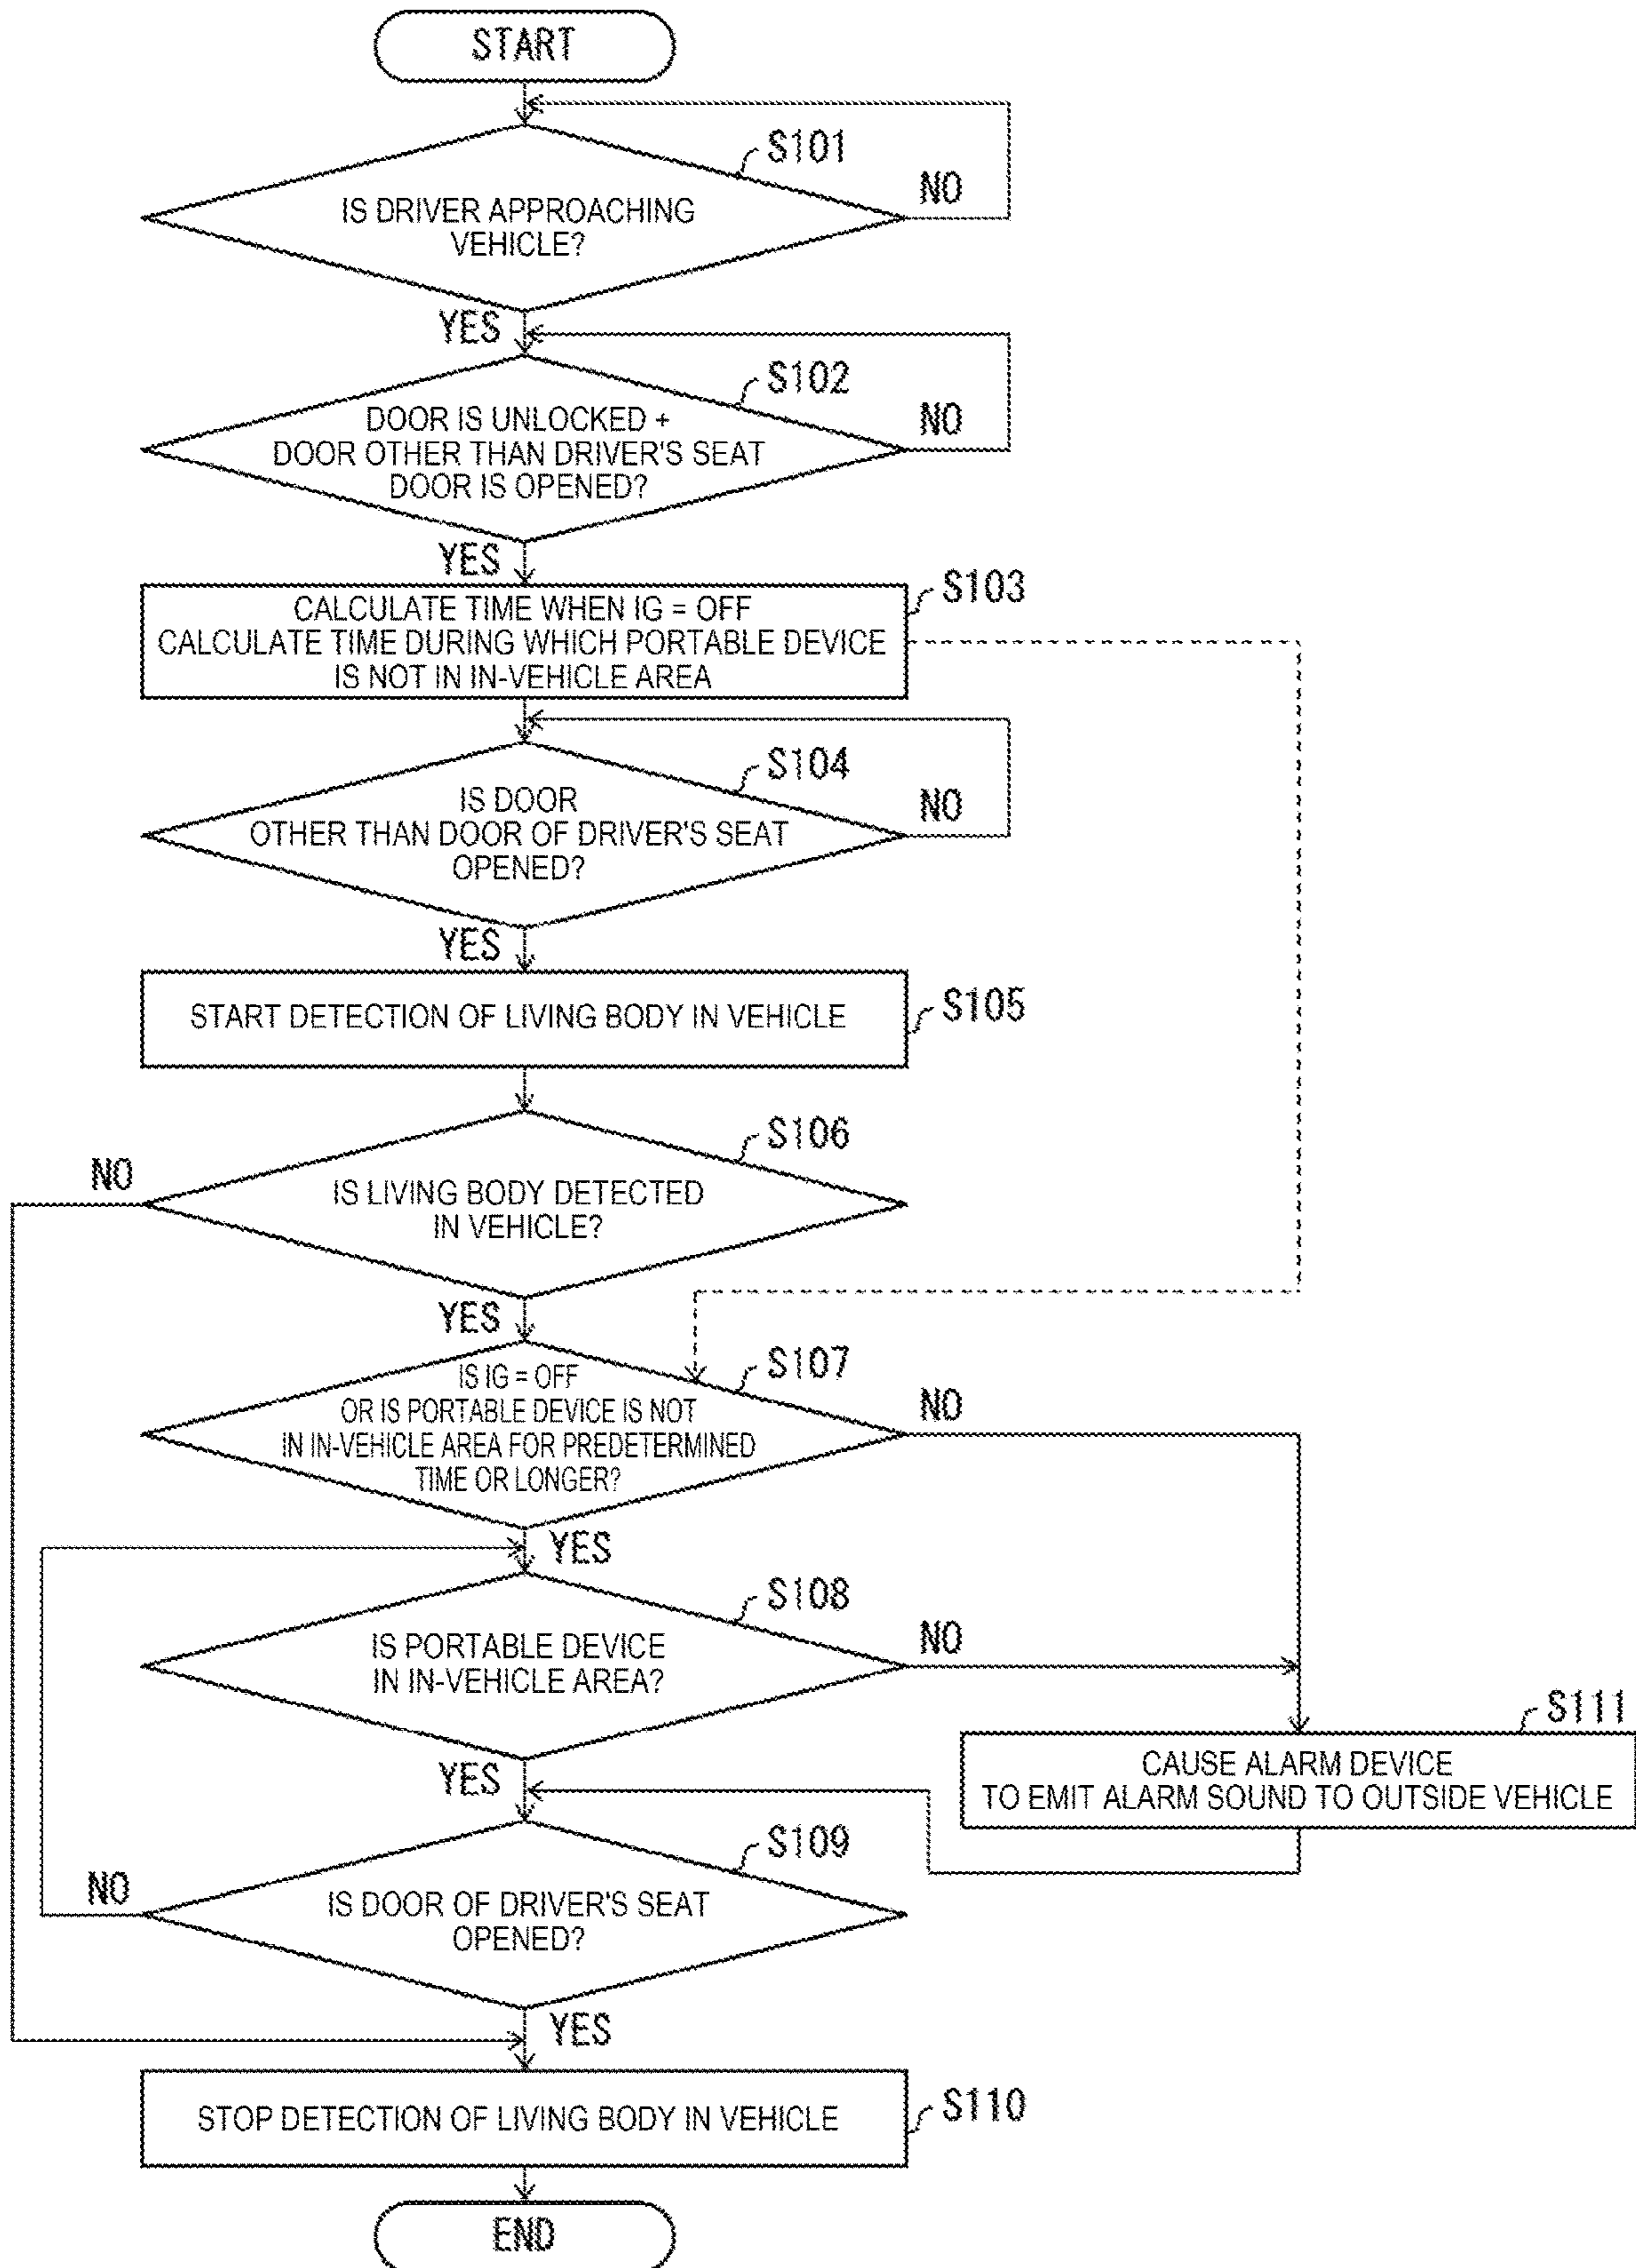 START
S101
NO
IS DRIVER APPROACHING
VEHICLE?
YES
S102
NO
DOOR IS UNLOCKED +
DOOR OTHER THAN DRIVER'S SEAT
DOOR IS OPENED?
YES
S103
CALCULATE TIME WHEN IG = OFF
CALCULATE TIME DURING WHICH PORTABLE DEVICE
IS NOT IN IN-VEHICLE AREA
S104
NO
IS DOOR
OTHER THAN DOOR OF DRIVER'S SEAT
OPENED?
YES
START DETECTION OF LIVING BODY IN VEHICLE
S105
S106
NO
IS LIVING BODY DETECTED
IN VEHICLE?
YES
S107
NO
IS IG = OFF
OR IS PORTABLE DEVICE IS NOT
IN IN-VEHICLE AREA FOR PREDETERMINED
TIME OR LONGER?
YES
S108
NO
IS PORTABLE DEVICE
IN IN-VEHICLE AREA?
YES
S111
CAUSE ALARM DEVICE
TO EMIT ALARM SOUND TO OUTSIDE VEHICLE
S109
NO
IS DOOR OF DRIVER'S SEAT
OPENED?
YES
STOP DETECTION OF LIVING BODY IN VEHICLE
S110
END